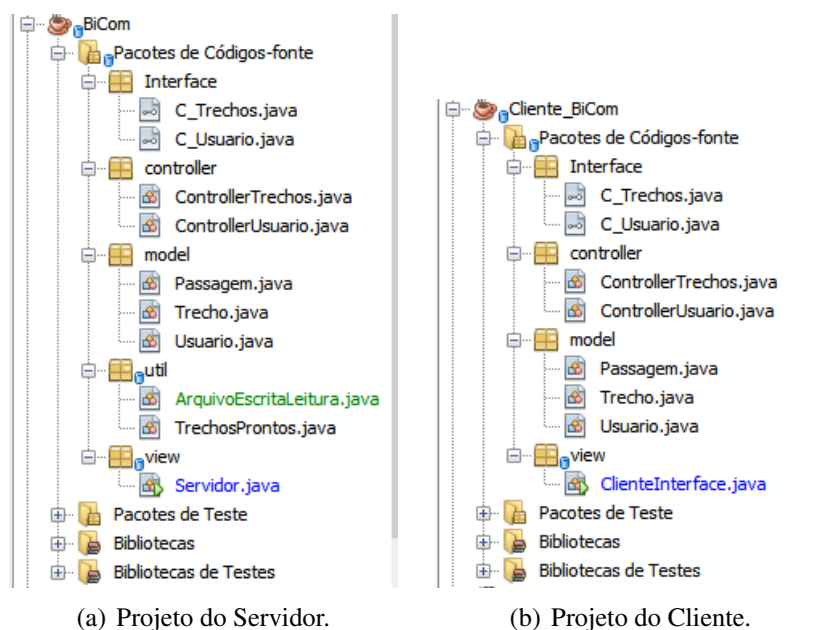 BiCom
Pacotes de Códigos-fonte
Interface
C_Trechos.java
C_Usuario.java
controller
ControllerTrechos.java
ControllerUsuario.java
model
Passagem.java
Trecho.java
Usuario.java
util
ArquivoEscritaLeitura.java
TrechosProntos.java
view
Servidor.java
Pacotes de Teste
Bibliotecas
Bibliotecas de Testes
(a) Projeto do Servidor.
Cliente_BiCom
Pacotes de Códigos-fonte
Interface
C_Trechos.java
C_Usuario.java
controller
ControllerTrechos.java
ControllerUsuario.java
model
Passagem.java
Trecho.java
Usuario.java
view
ClienteInterface.java
Pacotes de Teste
Bibliotecas
Bibliotecas de Testes
(b) Projeto do Cliente.